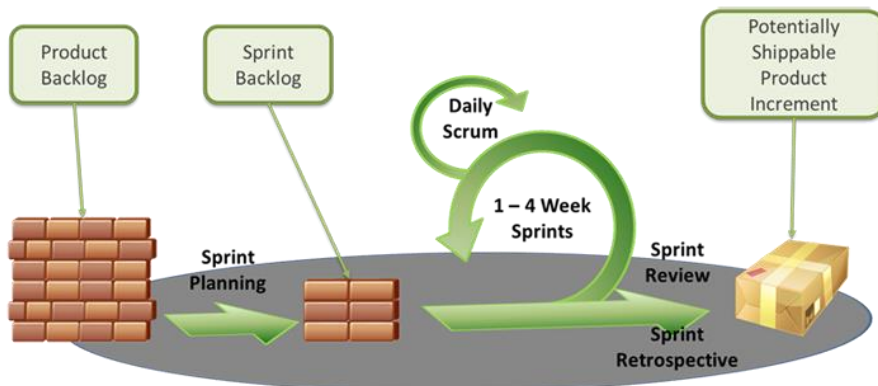 Product
Backlog
Sprint
Backlog
Potentially
Shippable
Product
Increment
Daily
Scrum
1 – 4 Week
Sprints
Sprint
Planning
Sprint
Review
Sprint
Retrospective